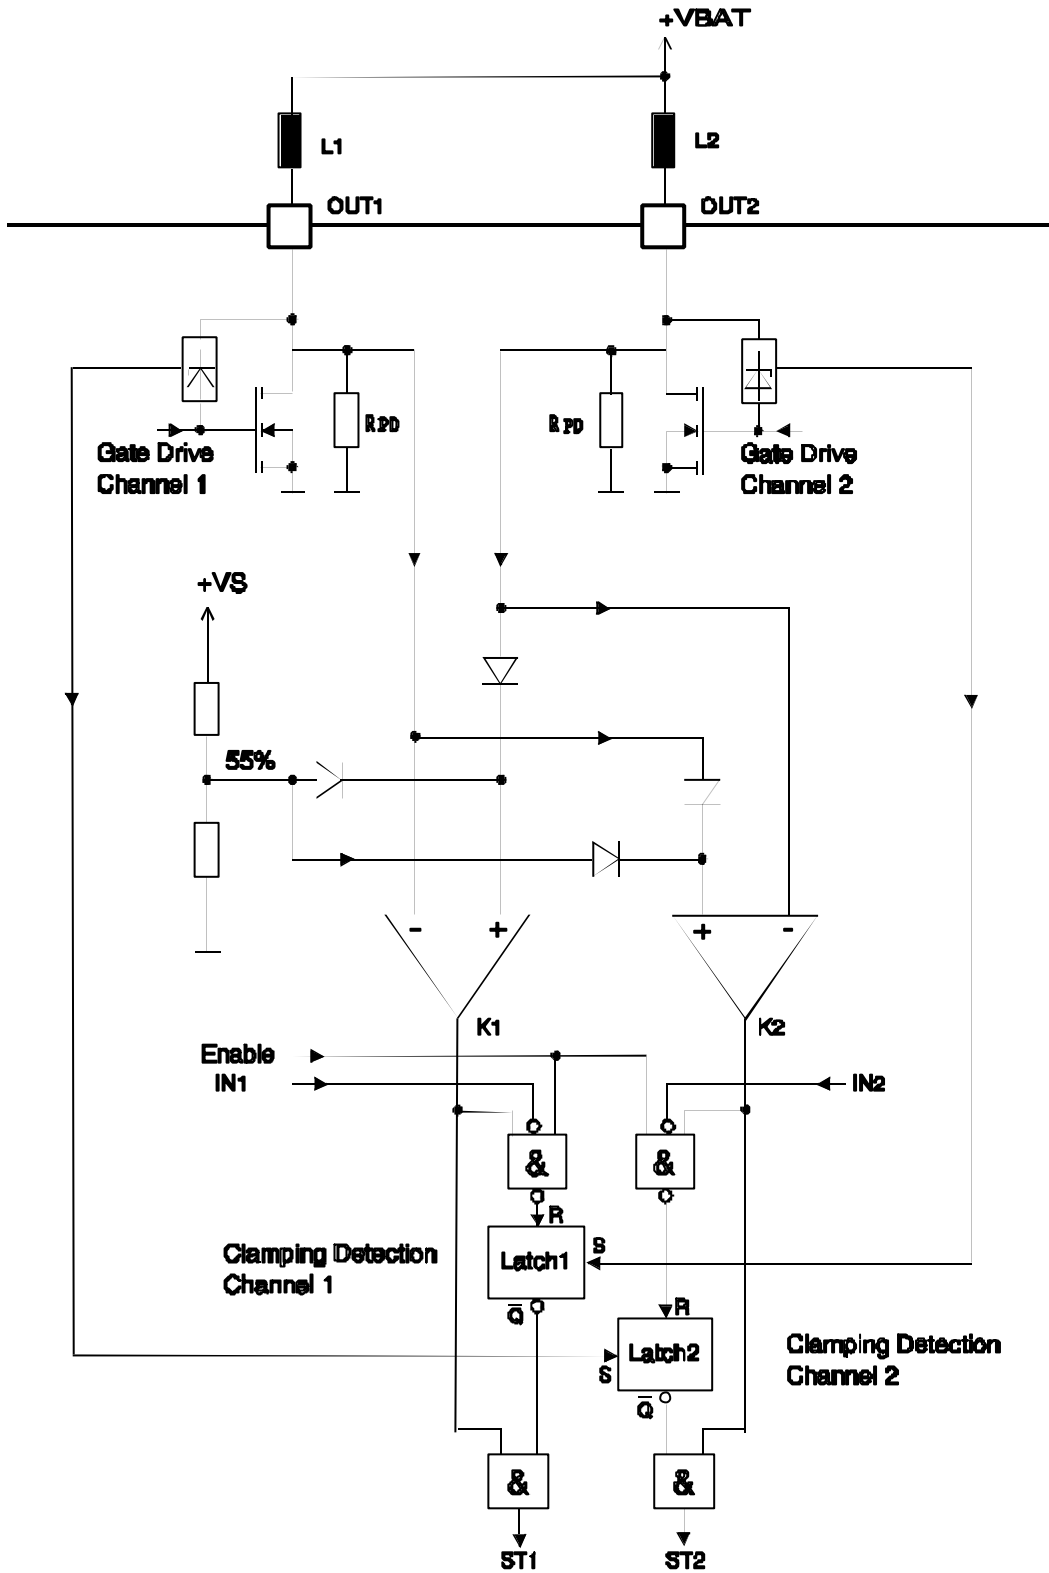 +VBAT
L1
L2
OUT1
OUT2
RPD
RPD
Gate Drive
Channel 1
Gate Drive
Channel 2
+VS
55%
-
+
+
-
K1
K2
Enable
IN1
IN2
&
&
R
Latch1
S
Clamping Detection
Channel 1
Q̅
R
Latch2
S
Clamping Detection
Channel 2
Q̅
&
&
ST1
ST2